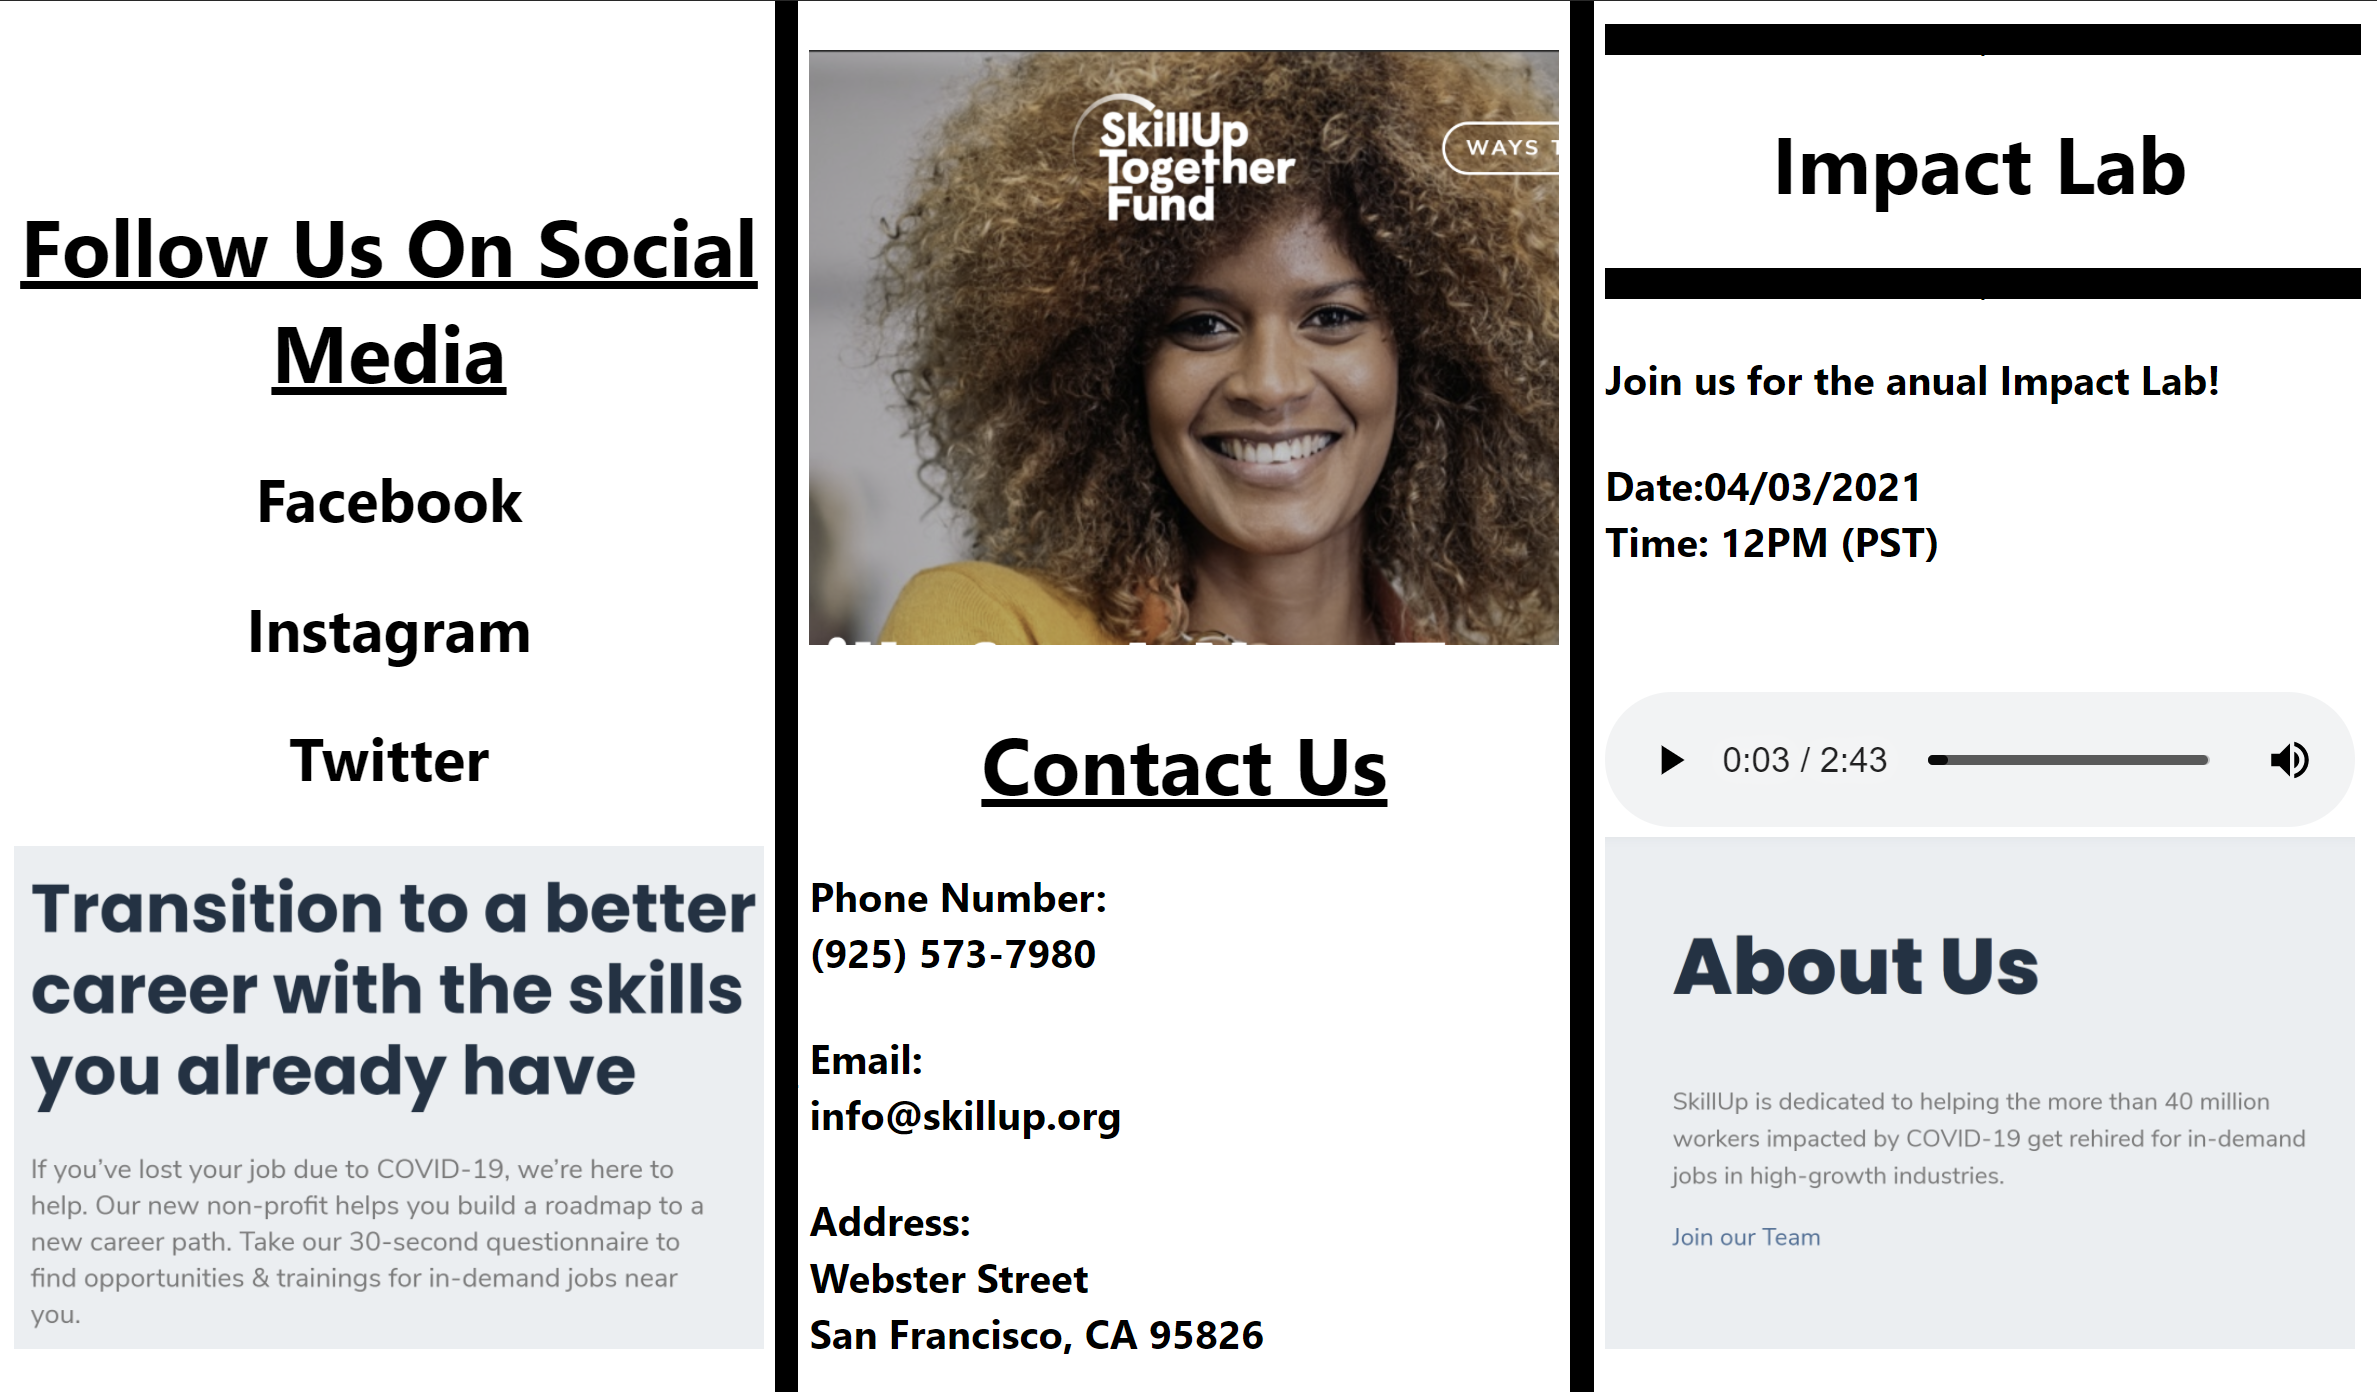 Follow Us On Social
Media
Facebook
Instagram
Twitter
Transition to a better
career with the skills
you already have
If you've lost your job due to COVID-19, we're here to
help. Our new non-profit helps you build a roadmap to a
new career path. Take our 30-second questionnaire to
find opportunities & trainings for in-demand jobs near
you.
SkillUp
Together
Fund
WAYS
Contact Us
Phone Number:
(925) 573-7980
Email:
info@skillup.org
Address:
Webster Street
San Francisco, CA 95826
Impact Lab
Join us for the anual Impact Lab!
Date:04/03/2021
Time: 12PM (PST)
0:03 / 2:43
About Us
SkillUp is dedicated to helping the more than 40 million
workers impacted by COVID-19 get rehired for in-demand
jobs in high-growth industries.
Join our Team